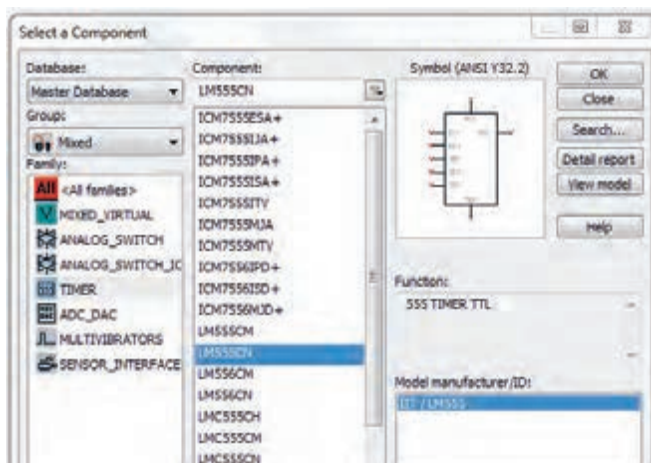 Select a Component
Database:
Master Database
Group:
Mixed
Family:
All <All families>
MIXED_VIRTUAL
ANALOG_SWITCH
ANALOG_SWITCH_IC
TIMER
ADC_DAC
MULTIVIBRATORS
SENSOR_INTERFACE
Component:
LM555CN
ICM7555ESA+
ICM7555IJA+
ICM7555IPA+
ICM7555ISA+
ICM7555ITV
ICM7555MJA
ICM7555MTV
ICM7556IPD+
ICM7556ISD+
ICM7556MJD+
LM555CM
LM555CN
LM556CM
LM556CN
LMC555CH
LMC555CM
LMC555CN
Symbol (ANSI Y32.2)
Function:
555 TIMER TTL
Model manufacturer/ID:
IIT / LM555
OK
Close
Search...
Detail report
View model
Help